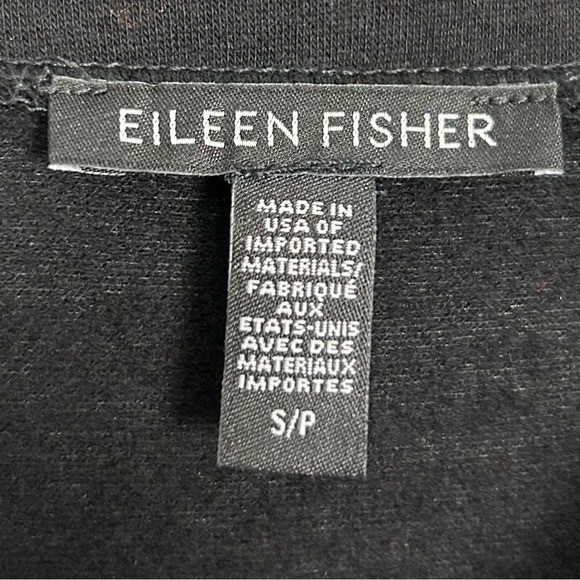 EILEEN FISHER
MADE IN
USA OF
IMPORTED
MATERIALS/
FABRIQUÉ
AUX
ETATS-UNIS
AVEC DES
MATERIAUX
IMPORTES
S/P